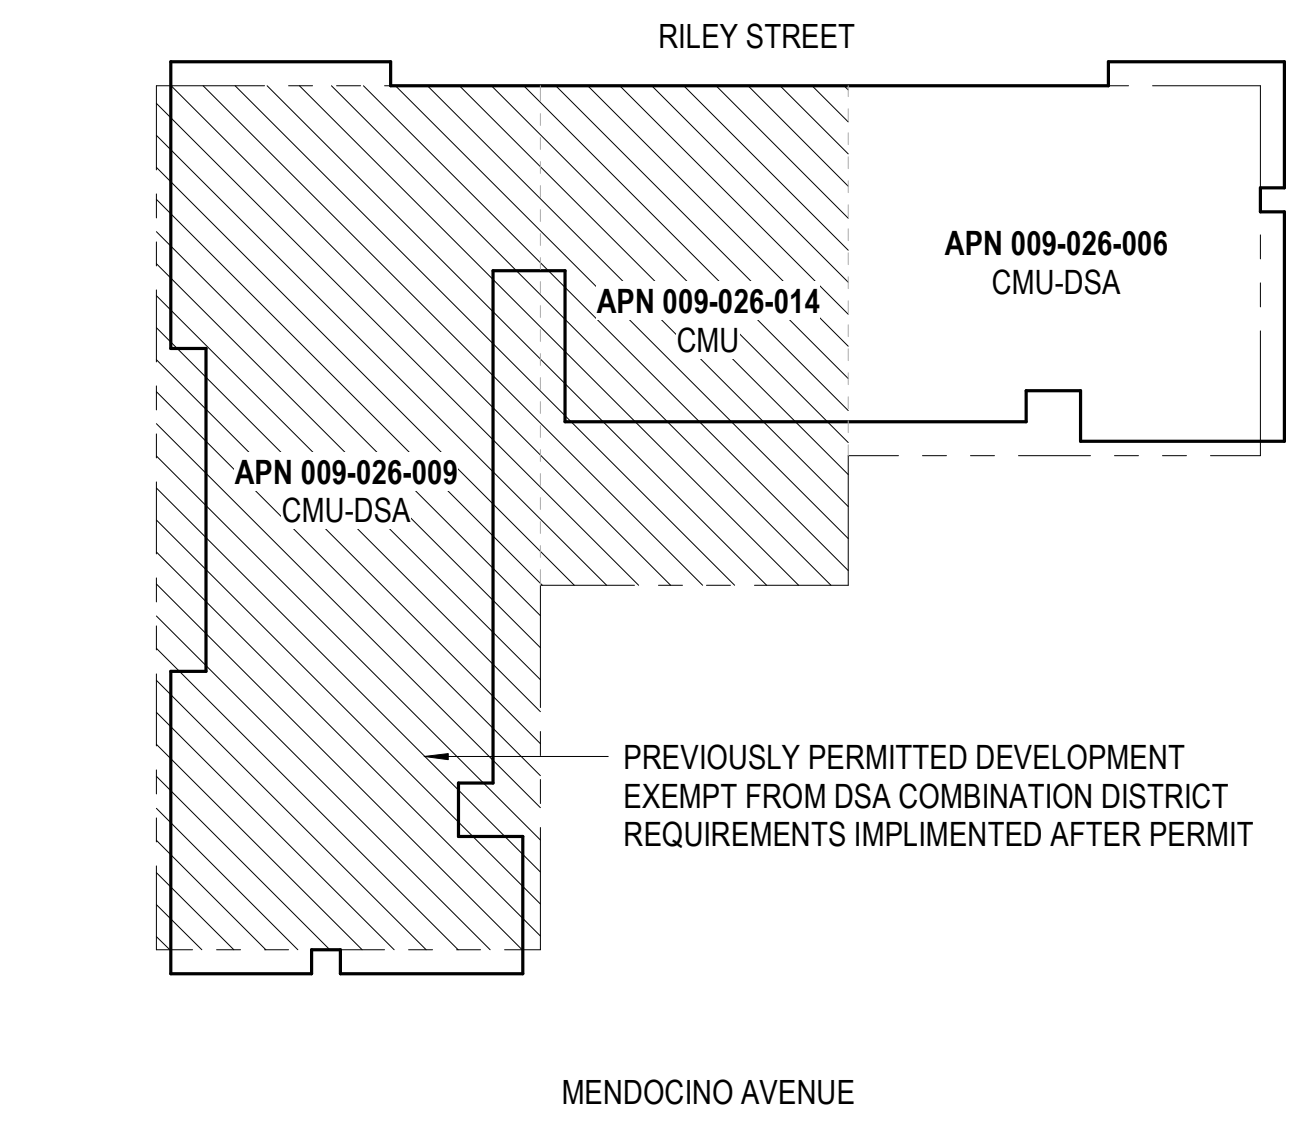 RILEY STREET
APN 009-026-006
CMU-DSA
APN 009-026-014
CMU
APN 009-026-009
CMU-DSA
PREVIOUSLY PERMITTED DEVELOPMENT
EXEMPT FROM DSA COMBINATION DISTRICT
REQUIREMENTS IMPLIMENTED AFTER PERMIT
MENDOCINO AVENUE